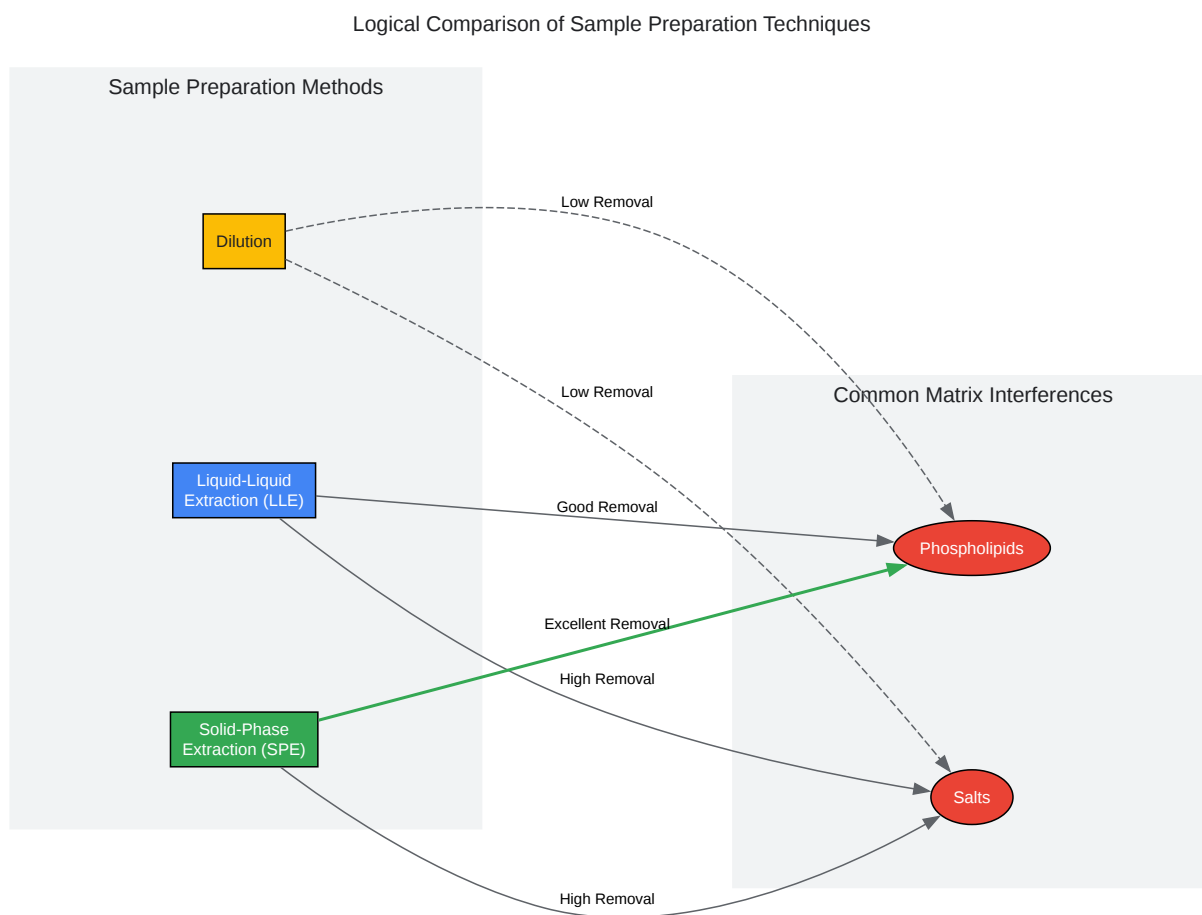 Logical Comparison of Sample Preparation Techniques
Sample Preparation Methods
Low Removal
Dilution
Low Removal
Common Matrix Interferences
Liquid-Liquid
Extraction (LLE)
Good Removal
Phospholipids
Excellent Removal
High Removal
Solid-Phase
Extraction (SPE)
Salts
High Removal